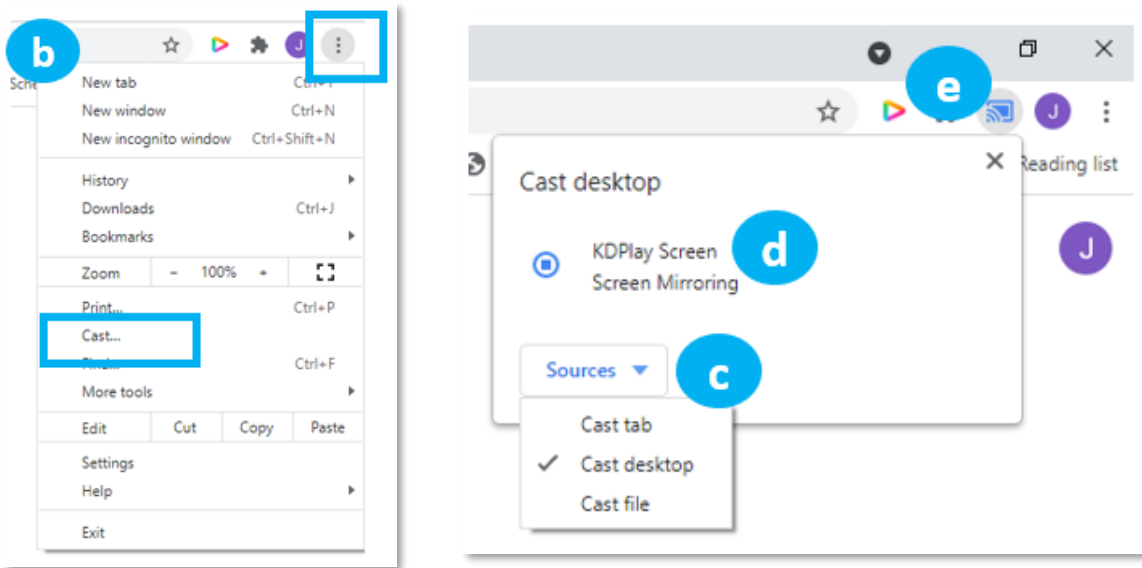 b
J
Sche
New tab
New window Ctrl+N
New incognito window Ctrl+Shift+N
History
Downloads Ctrl+J
Bookmarks
Zoom - 100% +
Print... Ctrl+P
Cast...
Ctrl+F
More tools
Edit Cut Copy Paste
Settings
Help
Exit
e
J
Reading list
Cast desktop
J
KDPlay Screen
d
Screen Mirroring
Sources
c
Cast tab
Cast desktop
Cast file